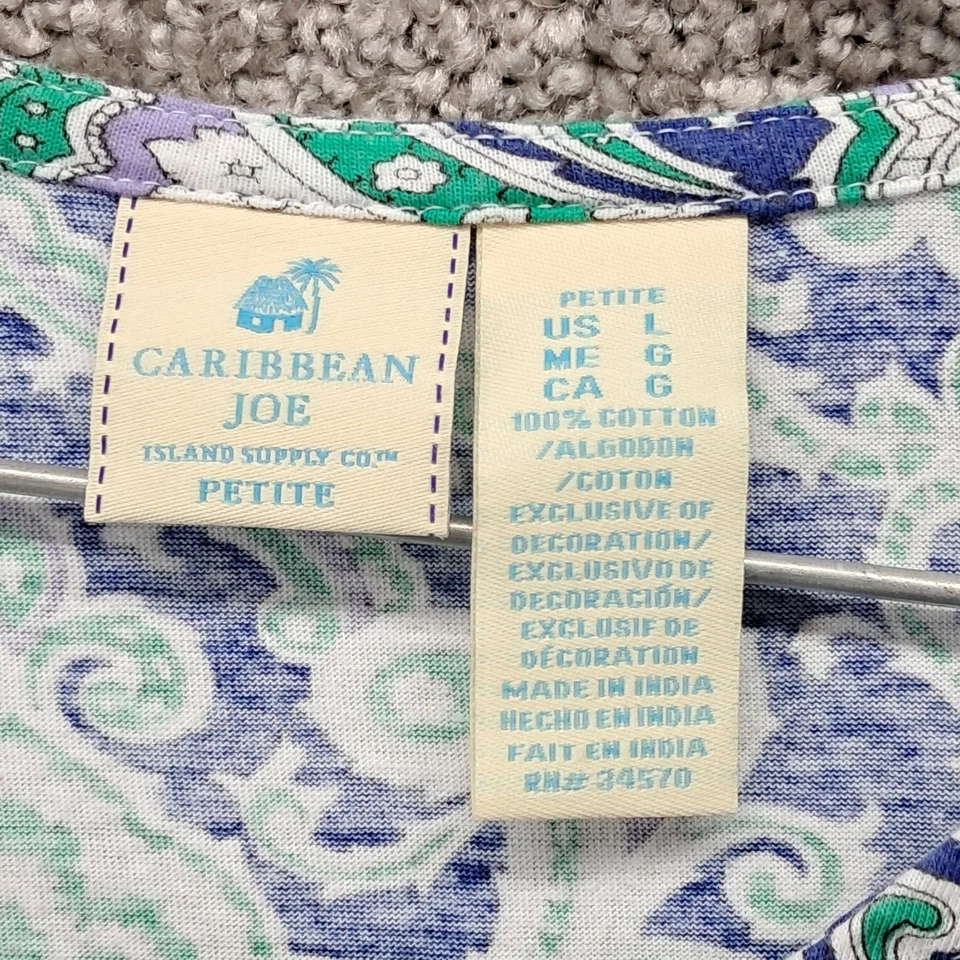 CARIBBEAN
JOE
ISLAND SUPPLY CO.™
PETITE
PETITE
US L
ME G
CA G
100% COTTON
/ALGODON
/COTON
EXCLUSIVE OF
DECORATION/
EXCLUSIVO DE
DECORACIÓN/
EXCLUSIF DE
DÉCORATION
MADE IN INDIA
HECHO EN INDIA
FAIT EN INDIA
RN# 34570